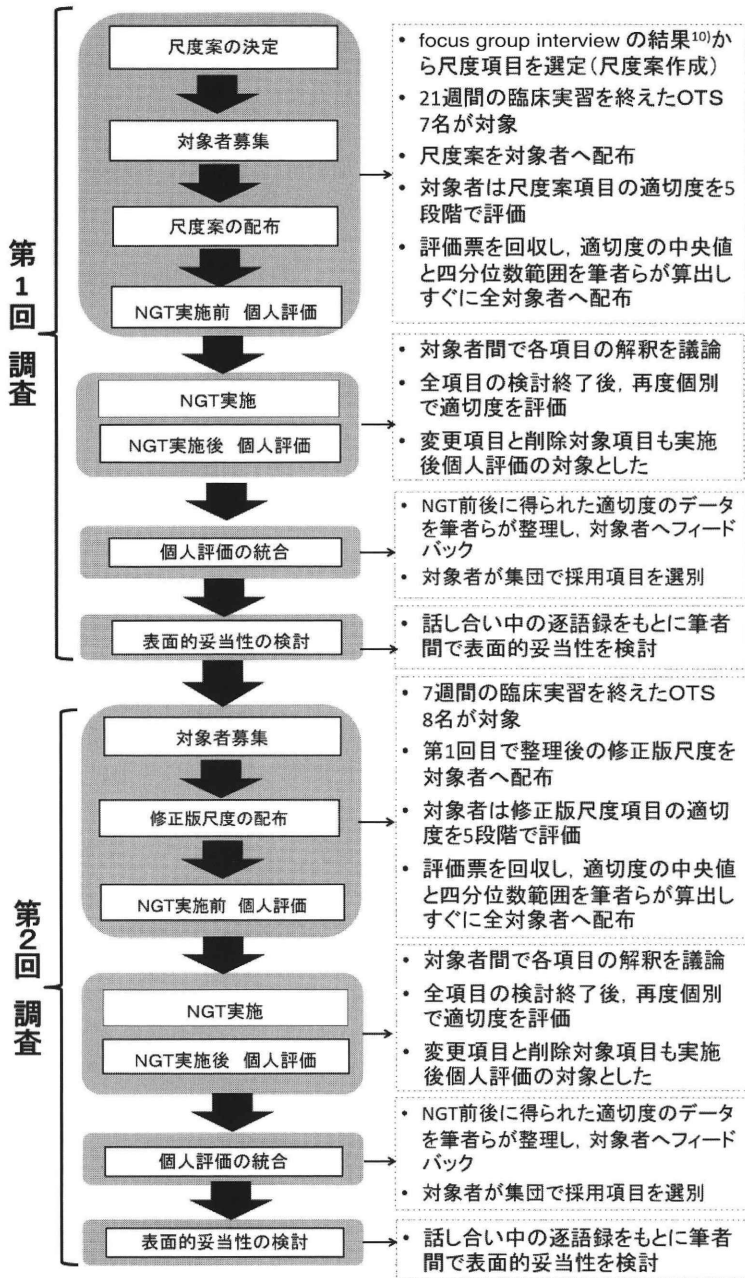 第1回 調査
尺度案の決定
対象者募集
尺度案の配布
NGT実施前 個人評価
• focus group interview の結果10)か
ら尺度項目を選定(尺度案作成)
• 21週間の臨床実習を終えたOTS
7名が対象
• 尺度案を対象者へ配布
• 対象者は尺度案項目の適切度を5
段階で評価
• 評価票を回収し,適切度の中央値
と四分位数範囲を筆者らが算出し
すぐに全対象者へ配布
NGT実施
NGT実施後 個人評価
• 対象者間で各項目の解釈を議論
• 全項目の検討終了後,再度個別
で適切度を評価
• 変更項目と削除対象項目も実施
後個人評価の対象とした
個人評価の統合
• NGT前後に得られた適切度のデータ
を筆者らが整理し,対象者へフィード
バック
• 対象者が集団で採用項目を選別
表面的妥当性の検討
• 話し合い中の逐語録をもとに筆者
間で表面的妥当性を検討
第2回 調査
対象者募集
修正版尺度の配布
NGT実施前 個人評価
• 7週間の臨床実習を終えたOTS
8名が対象
• 第1回目で整理後の修正版尺度を
対象者へ配布
• 対象者は修正版尺度項目の適切
度を5段階で評価
• 評価票を回収し,適切度の中央値
と四分位数範囲を筆者らが算出し
すぐに全対象者へ配布
NGT実施
NGT実施後 個人評価
• 対象者間で各項目の解釈を議論
• 全項目の検討終了後,再度個別
で適切度を評価
• 変更項目と削除対象項目も実施
後個人評価の対象とした
個人評価の統合
• NGT前後に得られた適切度のデータ
を筆者らが整理し,対象者へフィード
バック
• 対象者が集団で採用項目を選別
表面的妥当性の検討
• 話し合い中の逐語録をもとに筆者
間で表面的妥当性を検討